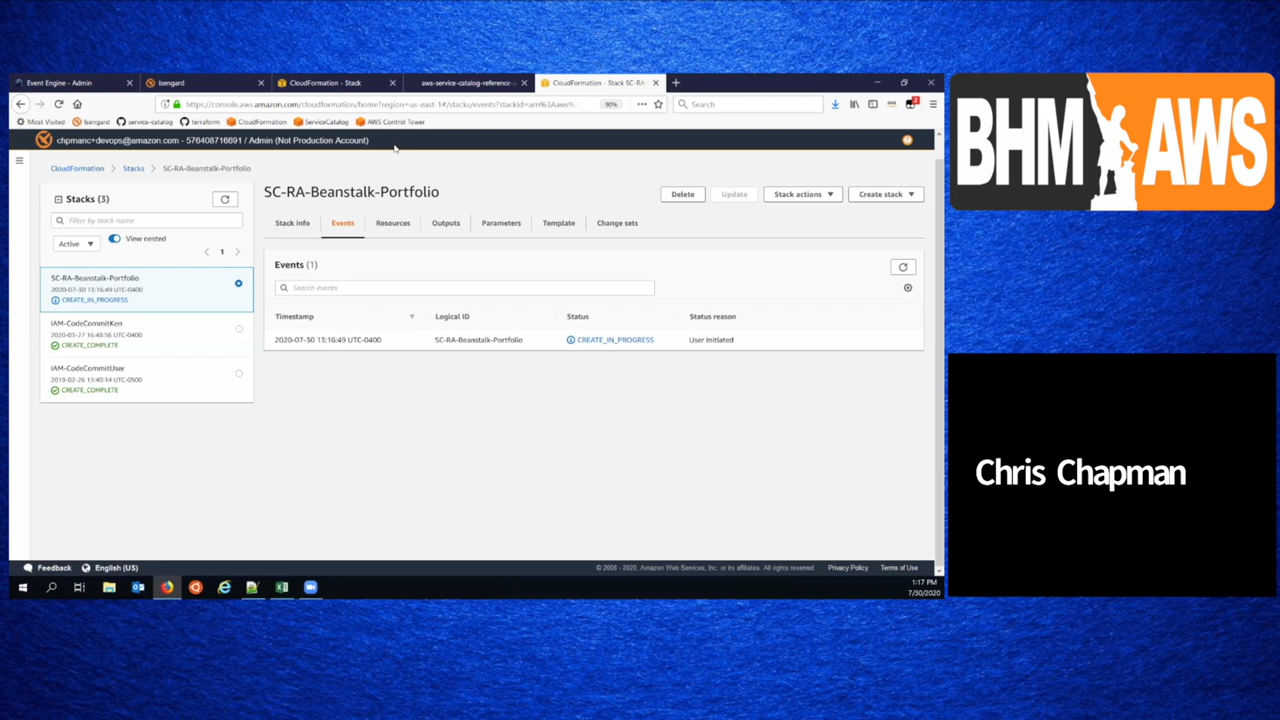 Event Engine - Admin
Isengard
CloudFormation - Stack
aws-service-catalog-reference-
CloudFormation - Stack SC-RA
https://console.aws.amazon.com/cloudformation/home?region=us-east-1#/stacks/events?stackId=arn%3Aaws%
90%
Search
2
Most Visited
Isengard
service-catalog
terraform
CloudFormation
ServiceCatalog
AWS Control Tower
chpmanc+devops@amazon.com - 576408716691 / Admin (Not Production Account)
CloudFormation
Stacks
SC-RA-Beanstalk-Portfolio
Stacks (3)
Filter by stack name
Active
View nested
1
SC-RA-Beanstalk-Portfolio
2020-07-30 13:16:49 UTC-0400
CREATE_IN_PROGRESS
IAM-CodeCommitKen
2020-03-27 16:48:56 UTC-0400
CREATE_COMPLETE
IAM-CodeCommitUser
2019-02-26 13:40:14 UTC-0500
CREATE_COMPLETE
SC-RA-Beanstalk-Portfolio
Delete
Update
Stack actions
Create stack
Stack info
Events
Resources
Outputs
Parameters
Template
Change sets
Events (1)
Search events
Timestamp
Logical ID
Status
Status reason
2020-07-30 13:16:49 UTC-0400
SC-RA-Beanstalk-Portfolio
CREATE_IN_PROGRESS
User Initiated
Feedback
English (US)
© 2008 - 2020, Amazon Web Services, Inc. or its affiliates. All rights reserved.
Privacy Policy
Terms of Use
1:17 PM
7/30/2020
BHM AWS
Chris Chapman